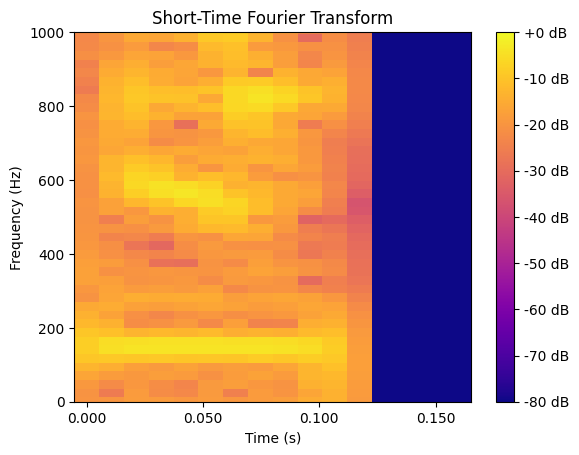 Short-Time Fourier Transform
1000
800
600
400
200
0
Frequency (Hz)
0.000
0.050
0.100
0.150
Time (s)
+0 dB
-10 dB
-20 dB
-30 dB
-40 dB
-50 dB
-60 dB
-70 dB
-80 dB